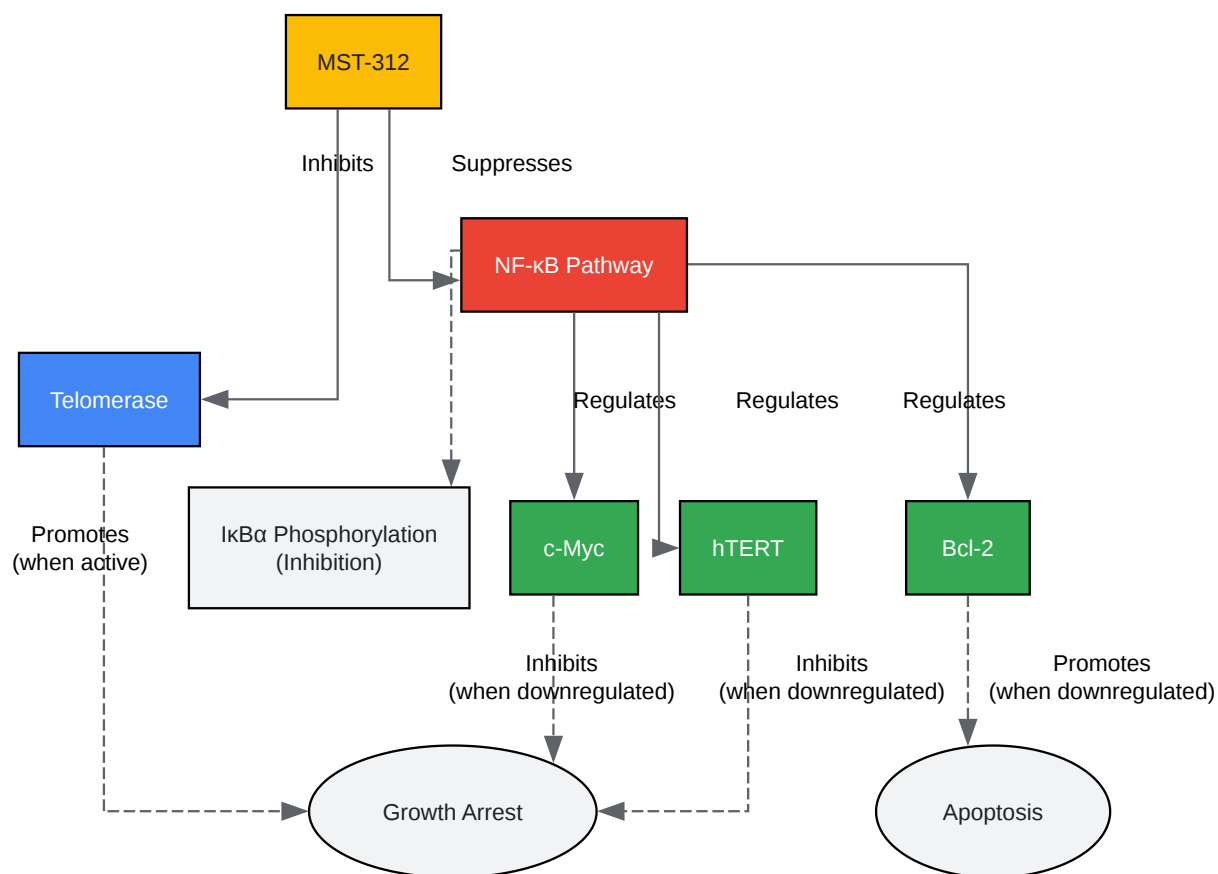 MST-312
Inhibits
Suppresses
NF-κB Pathway
Telomerase
Regulates
Regulates
Regulates
IκBα Phosphorylation
(Inhibition)
Promotes
(when active)
c-Myc
hTERT
Bcl-2
Inhibits
(when downregulated)
Inhibits
(when downregulated)
Promotes
(when downregulated)
Growth Arrest
Apoptosis